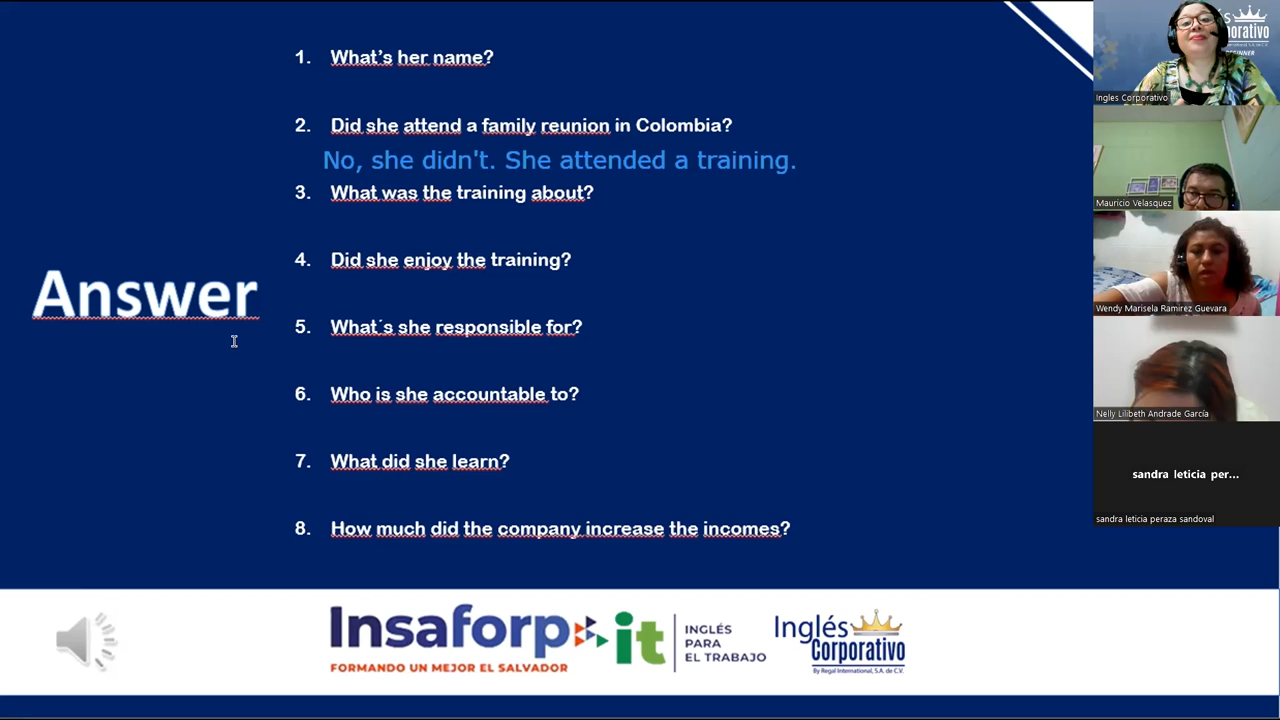 1. What's her name?
2. Did she attend a family reunion in Colombia?
No, she didn't. She attended a training.
3. What was the training about?
4. Did she enjoy the training?
Answer
5. What´s she responsible for?
6. Who is she accountable to?
7. What did she learn?
8. How much did the company increase the incomes?
Insaforp it
FORMANDO UN MEJOR EL SALVADOR
INGLÉS
PARA
EL TRABAJO
Inglés
Corporativo
By Regal International, S.A. de C.V.
Ingles Corporativo
Mauricio Velasquez
Wendy Marisela Ramirez Guevara
Nelly Lilibeth Andrade García
sandra leticia per...
sandra leticia peraza sandoval